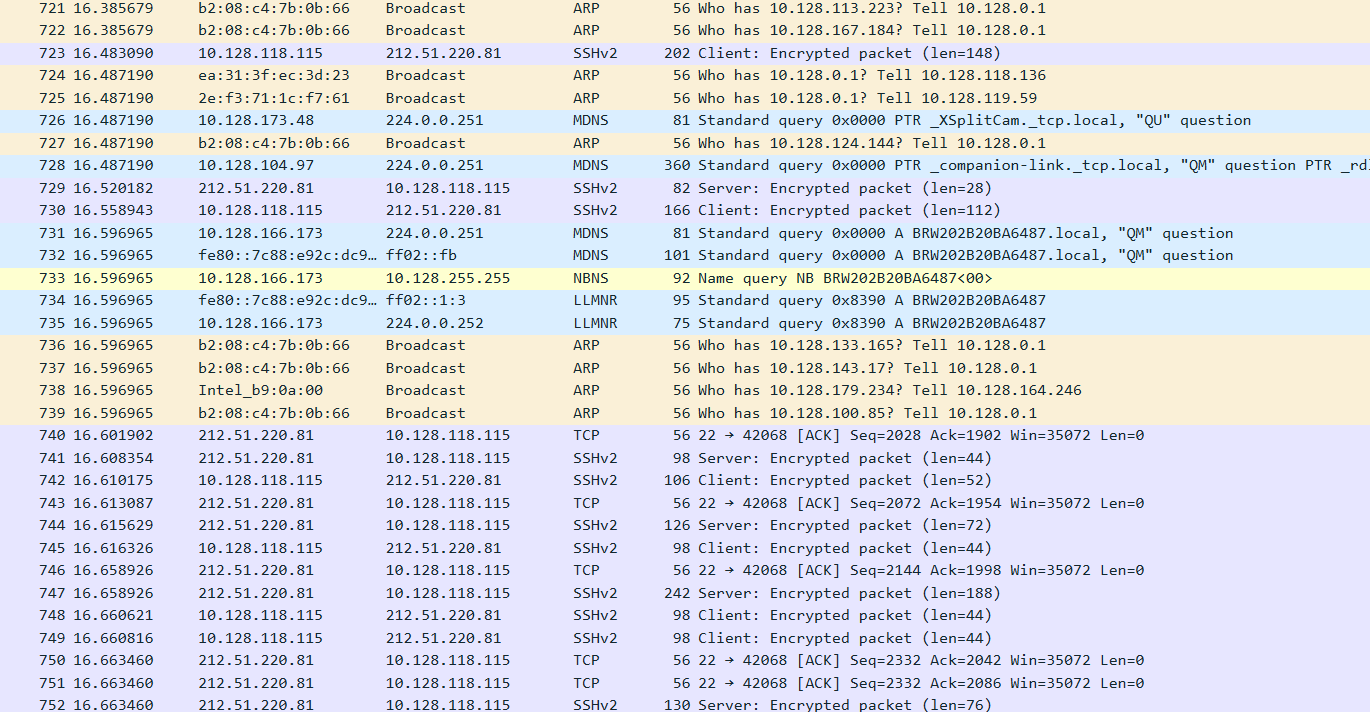 721 16.385679 b2:08:c4:7b:0b:66 Broadcast ARP 56 Who has 10.128.113.223? Tell 10.128.0.1
722 16.385679 b2:08:c4:7b:0b:66 Broadcast ARP 56 Who has 10.128.167.184? Tell 10.128.0.1
723 16.483090 10.128.118.115 212.51.220.81 SSHv2 202 Client: Encrypted packet (len=148)
724 16.487190 ea:31:3f:ec:3d:23 Broadcast ARP 56 Who has 10.128.0.1? Tell 10.128.118.136
725 16.487190 2e:f3:71:1c:f7:61 Broadcast ARP 56 Who has 10.128.0.1? Tell 10.128.119.59
726 16.487190 10.128.173.48 224.0.0.251 MDNS 81 Standard query 0x0000 PTR _XSplitCam._tcp.local, "QU" question
727 16.487190 b2:08:c4:7b:0b:66 Broadcast ARP 56 Who has 10.128.124.144? Tell 10.128.0.1
728 16.487190 10.128.104.97 224.0.0.251 MDNS 360 Standard query 0x0000 PTR _companion-link._tcp.local, "QM" question PTR _rdl
729 16.520182 212.51.220.81 10.128.118.115 SSHv2 82 Server: Encrypted packet (len=28)
730 16.558943 10.128.118.115 212.51.220.81 SSHv2 166 Client: Encrypted packet (len=112)
731 16.596965 10.128.166.173 224.0.0.251 MDNS 81 Standard query 0x0000 A BRW202B20BA6487.local, "QM" question
732 16.596965 fe80::7c88:e92c:dc9… ff02::fb MDNS 101 Standard query 0x0000 A BRW202B20BA6487.local, "QM" question
733 16.596965 10.128.166.173 10.128.255.255 NBNS 92 Name query NB BRW202B20BA6487<00>
734 16.596965 fe80::7c88:e92c:dc9… ff02::1:3 LLMNR 95 Standard query 0x8390 A BRW202B20BA6487
735 16.596965 10.128.166.173 224.0.0.252 LLMNR 75 Standard query 0x8390 A BRW202B20BA6487
736 16.596965 b2:08:c4:7b:0b:66 Broadcast ARP 56 Who has 10.128.133.165? Tell 10.128.0.1
737 16.596965 b2:08:c4:7b:0b:66 Broadcast ARP 56 Who has 10.128.143.17? Tell 10.128.0.1
738 16.596965 Intel_b9:0a:00 Broadcast ARP 56 Who has 10.128.179.234? Tell 10.128.164.246
739 16.596965 b2:08:c4:7b:0b:66 Broadcast ARP 56 Who has 10.128.100.85? Tell 10.128.0.1
740 16.601902 212.51.220.81 10.128.118.115 TCP 56 22 → 42068 [ACK] Seq=2028 Ack=1902 Win=35072 Len=0
741 16.608354 212.51.220.81 10.128.118.115 SSHv2 98 Server: Encrypted packet (len=44)
742 16.610175 10.128.118.115 212.51.220.81 SSHv2 106 Client: Encrypted packet (len=52)
743 16.613087 212.51.220.81 10.128.118.115 TCP 56 22 → 42068 [ACK] Seq=2072 Ack=1954 Win=35072 Len=0
744 16.615629 212.51.220.81 10.128.118.115 SSHv2 126 Server: Encrypted packet (len=72)
745 16.616326 10.128.118.115 212.51.220.81 SSHv2 98 Client: Encrypted packet (len=44)
746 16.658926 212.51.220.81 10.128.118.115 TCP 56 22 → 42068 [ACK] Seq=2144 Ack=1998 Win=35072 Len=0
747 16.658926 212.51.220.81 10.128.118.115 SSHv2 242 Server: Encrypted packet (len=188)
748 16.660621 10.128.118.115 212.51.220.81 SSHv2 98 Client: Encrypted packet (len=44)
749 16.660816 10.128.118.115 212.51.220.81 SSHv2 98 Client: Encrypted packet (len=44)
750 16.663460 212.51.220.81 10.128.118.115 TCP 56 22 → 42068 [ACK] Seq=2332 Ack=2042 Win=35072 Len=0
751 16.663460 212.51.220.81 10.128.118.115 TCP 56 22 → 42068 [ACK] Seq=2332 Ack=2086 Win=35072 Len=0
752 16.663460 212.51.220.81 10.128.118.115 SSHv2 130 Server: Encrypted packet (len=76)